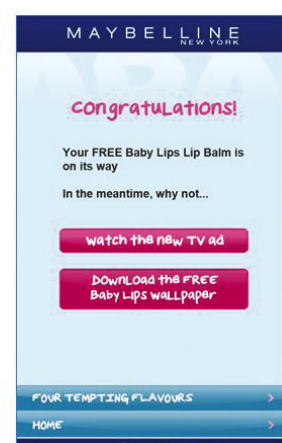 MAYBELLINE
NEW YORK
Congratulations!
Your FREE Baby Lips Lip Balm is
on its way
In the meantime, why not...
watch the new TV ad
Download the FREE
Baby Lips wallpaper
FOUR TEMPTING FLAVOURS >
HOME >